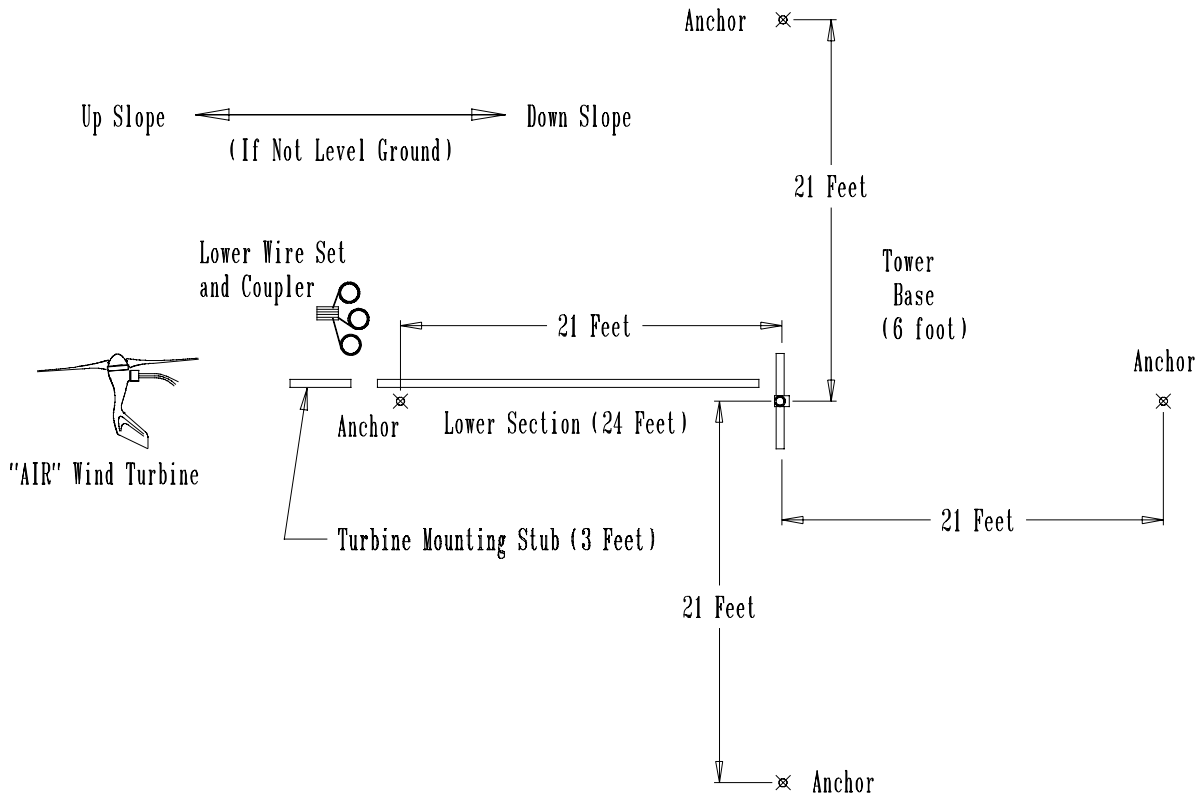 Anchor
Up Slope
Down Slope
(If Not Level Ground)
21 Feet
Lower Wire Set
and Coupler
Tower
Base
(6 foot)
21 Feet
Anchor
Anchor
Lower Section (24 Feet)
"AIR" Wind Turbine
21 Feet
Turbine Mounting Stub (3 Feet)
21 Feet
Anchor